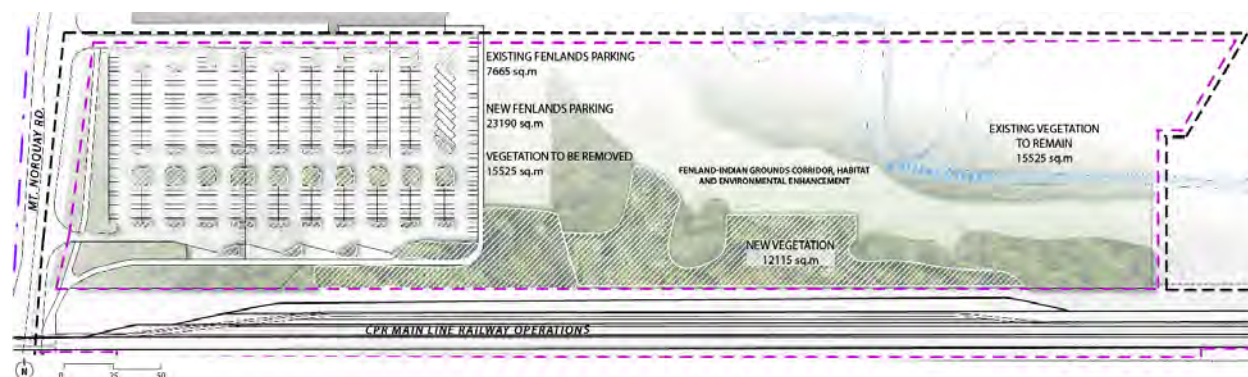 EXISTING FENLANDS PARKING
7665 sq.m
NEW FENLANDS PARKING
23190 sq.m
VEGETATION TO BE REMOVED
15525 sq.m
MT. NORQUAY RD.
EXISTING VEGETATION
TO REMAIN
15525 sq.m
FENLAND-INDIAN GROUNDS CORRIDOR, HABITAT
AND ENVIRONMENTAL ENHANCEMENT
NEW VEGETATION
12115 sq.m
CPR MAIN LINE RAILWAY OPERATIONS
N
0 25 50